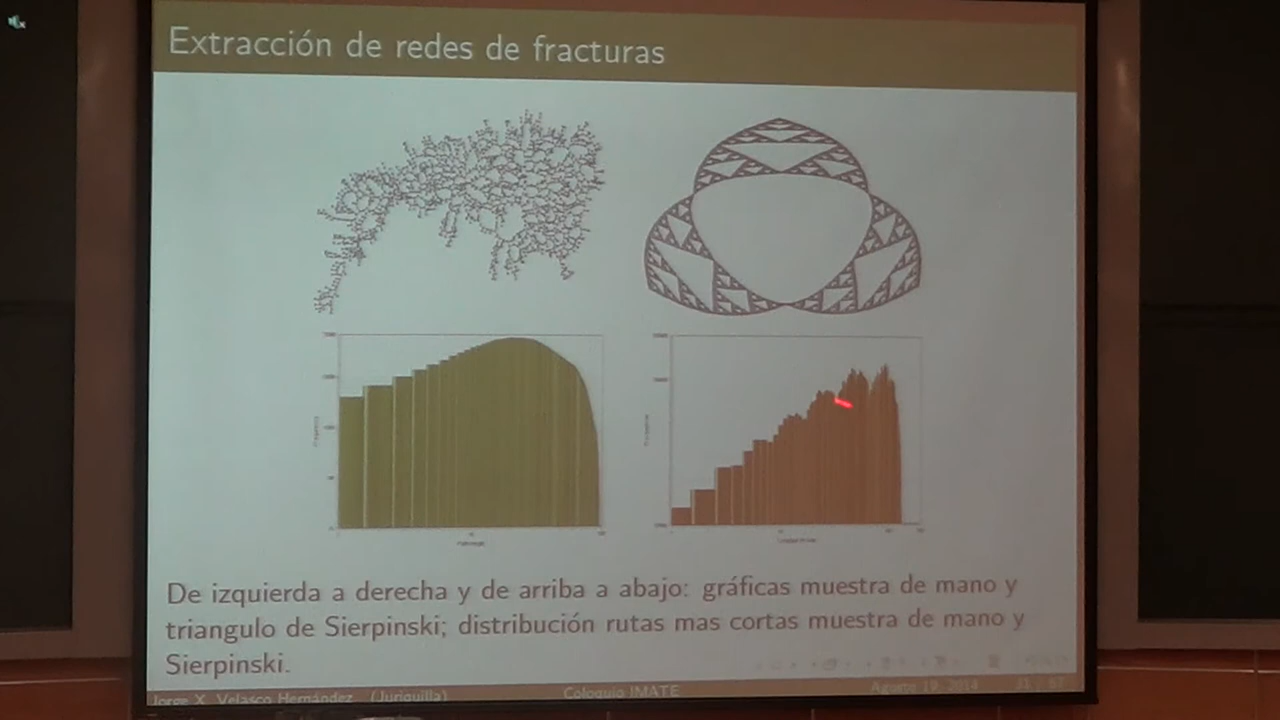 Extracción de redes de fracturas
De izquierda a derecha y de arriba a abajo: gráficas muestra de mano y
triangulo de Sierpinski; distribución rutas mas cortas muestra de mano y
Sierpinski.
Jorge X. Velasco Hernández (Juriquilla)
Coloquio IMATE
Agosto 19, 2014